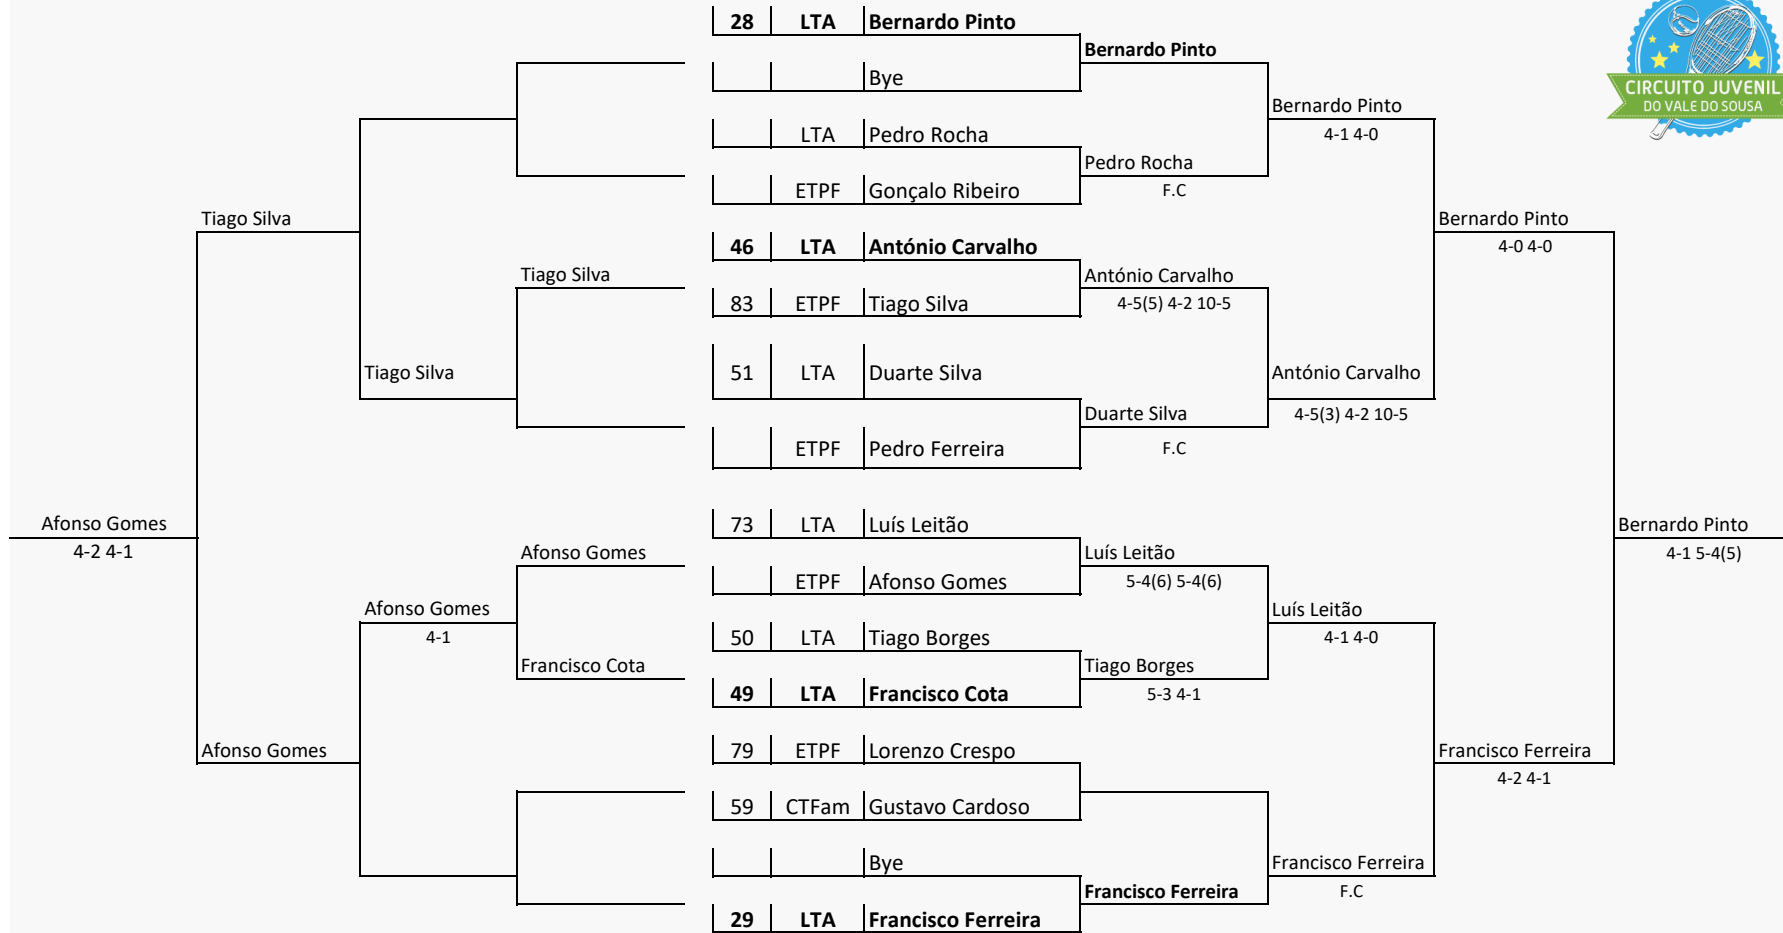 28 LTA Bernardo Pinto
Bernardo Pinto
Bye
CIRCUITO JUVENIL
DO VALE DO SOUSA
Bernardo Pinto
LTA Pedro Rocha
4-1 4-0
Pedro Rocha
ETPF Gonçalo Ribeiro
F.C
Tiago Silva
Bernardo Pinto
46 LTA António Carvalho
4-0 4-0
Tiago Silva
António Carvalho
83 ETPF Tiago Silva
4-5(5) 4-2 10-5
Tiago Silva
51 LTA Duarte Silva
António Carvalho
Duarte Silva
4-5(3) 4-2 10-5
ETPF Pedro Ferreira
F.C
Afonso Gomes
73 LTA Luís Leitão
Bernardo Pinto
4-2 4-1
Afonso Gomes
Luís Leitão
4-1 5-4(5)
ETPF Afonso Gomes
5-4(6) 5-4(6)
Afonso Gomes
Luís Leitão
4-1
50 LTA Tiago Borges
4-1 4-0
Francisco Cota
Tiago Borges
49 LTA Francisco Cota
5-3 4-1
Afonso Gomes
79 ETPF Lorenzo Crespo
Francisco Ferreira
4-2 4-1
59 CTFam Gustavo Cardoso
Bye
Francisco Ferreira
Francisco Ferreira
F.C
29 LTA Francisco Ferreira